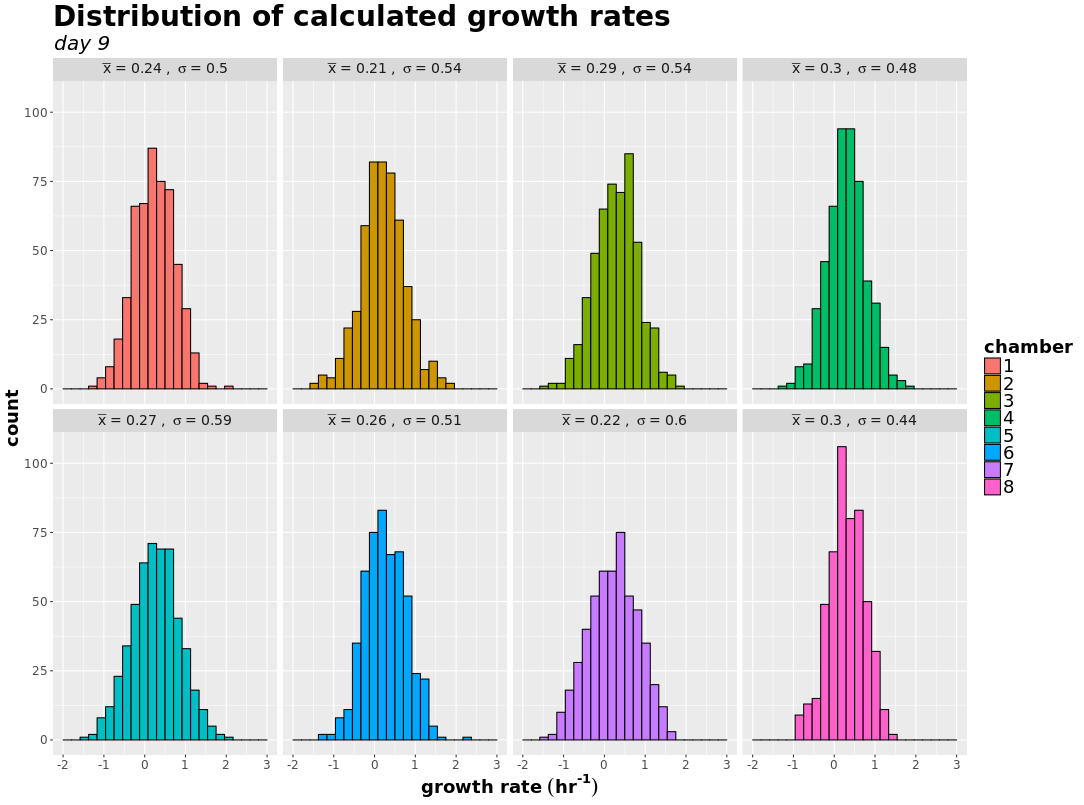 Distribution of calculated growth rates
day 9
x̅ = 0.24 , σ = 0.5
x̅ = 0.21 , σ = 0.54
x̅ = 0.29 , σ = 0.54
x̅ = 0.3 , σ = 0.48
100
75
50
25
0
x̅ = 0.27 , σ = 0.59
x̅ = 0.26 , σ = 0.51
x̅ = 0.22 , σ = 0.6
x̅ = 0.3 , σ = 0.44
100
75
50
25
0
-2 -1 0 1 2 3
-2 -1 0 1 2 3
-2 -1 0 1 2 3
-2 -1 0 1 2 3
count
growth rate (hr⁻¹)
chamber
1
2
3
4
5
6
7
8